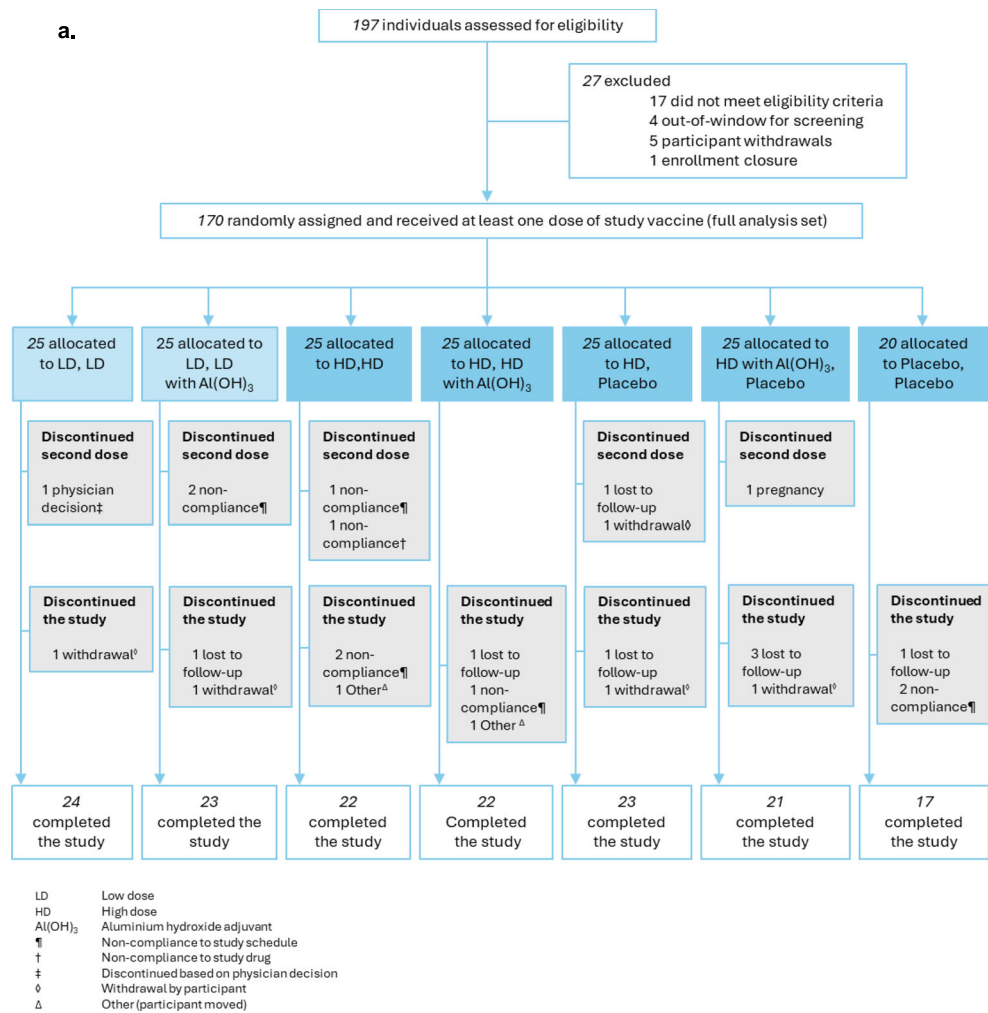 a.
197 individuals assessed for eligibility
27 excluded
17 did not meet eligibility criteria
4 out-of-window for screening
5 participant withdrawals
1 enrollment closure
170 randomly assigned and received at least one dose of study vaccine (full analysis set)
25 allocated
to LD, LD
25 allocated to
LD, LD
with Al(OH)₃
25 allocated
to HD,HD
25 allocated
to HD, HD
with Al(OH)₃
25 allocated
to HD,
Placebo
25 allocated to
HD with Al(OH)₃,
Placebo
20 allocated
to Placebo,
Placebo
Discontinued
second dose
1 physician
decision‡
Discontinued
second dose
2 non-
compliance¶
Discontinued
second dose
1 non-
compliance¶
1 non-
compliance†
Discontinued
second dose
1 lost to
follow-up
1 withdrawal◊
Discontinued
second dose
1 pregnancy
Discontinued
the study
1 withdrawal◊
Discontinued
the study
1 lost to
follow-up
1 withdrawal◊
Discontinued
the study
2 non-
compliance¶
1 Other Δ
Discontinued
the study
1 lost to
follow-up
1 non-
compliance¶
1 Other Δ
Discontinued
the study
1 lost to
follow-up
1 withdrawal◊
Discontinued
the study
3 lost to
follow-up
1 withdrawal◊
Discontinued
the study
1 lost to
follow-up
2 non-
compliance¶
24
completed
the study
23
completed the
study
22
completed
the study
22
Completed
the study
23
completed
the study
21
completed
the study
17
completed
the study
LD Low dose
HD High dose
Al(OH)₃ Aluminium hydroxide adjuvant
¶ Non-compliance to study schedule
† Non-compliance to study drug
‡ Discontinued based on physician decision
◊ Withdrawal by participant
Δ Other (participant moved)